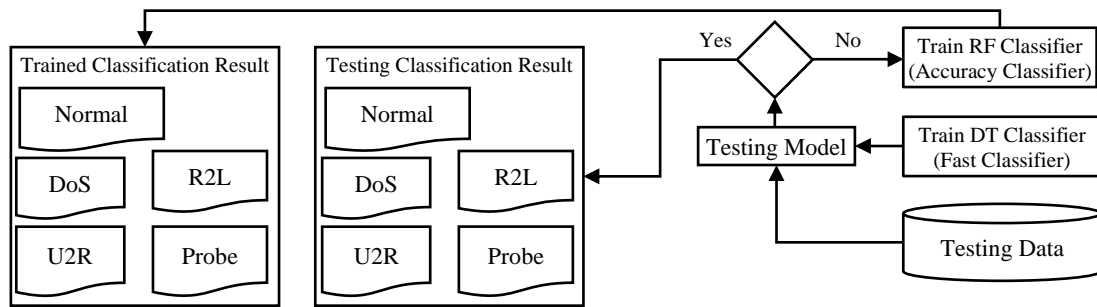 Trained Classification Result
Normal
DoS
R2L
U2R
Probe
Testing Classification Result
Normal
DoS
R2L
U2R
Probe
Yes
No
Train RF Classifier
(Accuracy Classifier)
Testing Model
Train DT Classifier
(Fast Classifier)
Testing Data